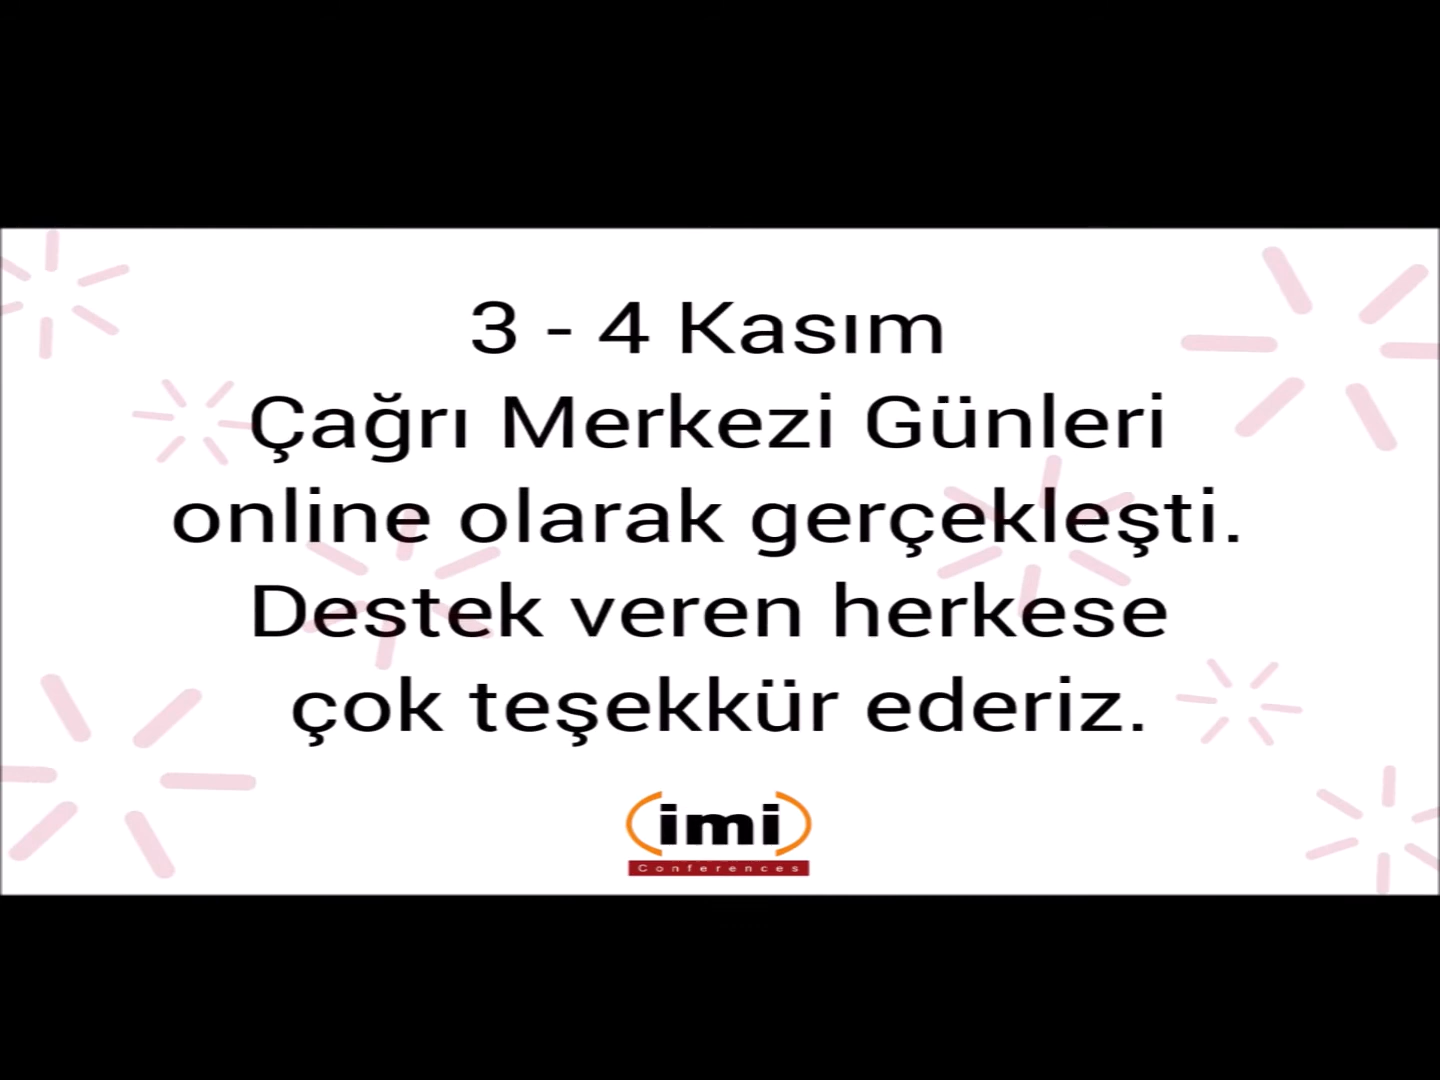 3 - 4 Kasım
Çağrı Merkezi Günleri
online olarak gerçekleşti.
Destek veren herkese
çok teşekkür ederiz.
(imi)
Conferences